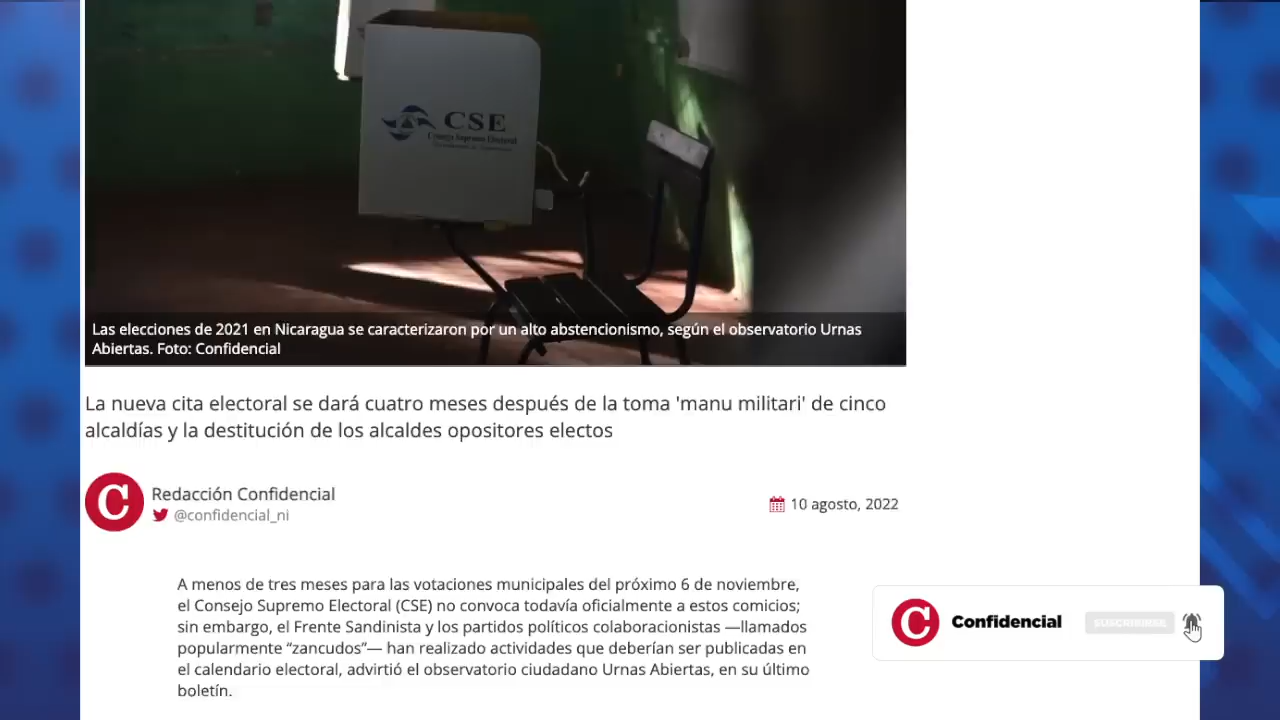 CSE
Consejo Supremo Electoral
Las elecciones de 2021 en Nicaragua se caracterizaron por un alto abstencionismo, según el observatorio Urnas
Abiertas. Foto: Confidencial
La nueva cita electoral se dará cuatro meses después de la toma 'manu militari' de cinco
alcaldías y la destitución de los alcaldes opositores electos
C
Redacción Confidencial
@confidencial_ni
10 agosto, 2022
A menos de tres meses para las votaciones municipales del próximo 6 de noviembre,
el Consejo Supremo Electoral (CSE) no convoca todavía oficialmente a estos comicios;
sin embargo, el Frente Sandinista y los partidos políticos colaboracionistas —llamados
popularmente “zancudos”— han realizado actividades que deberían ser publicadas en
el calendario electoral, advirtió el observatorio ciudadano Urnas Abiertas, en su último
boletín.
C Confidencial SUSCRIBIRSE